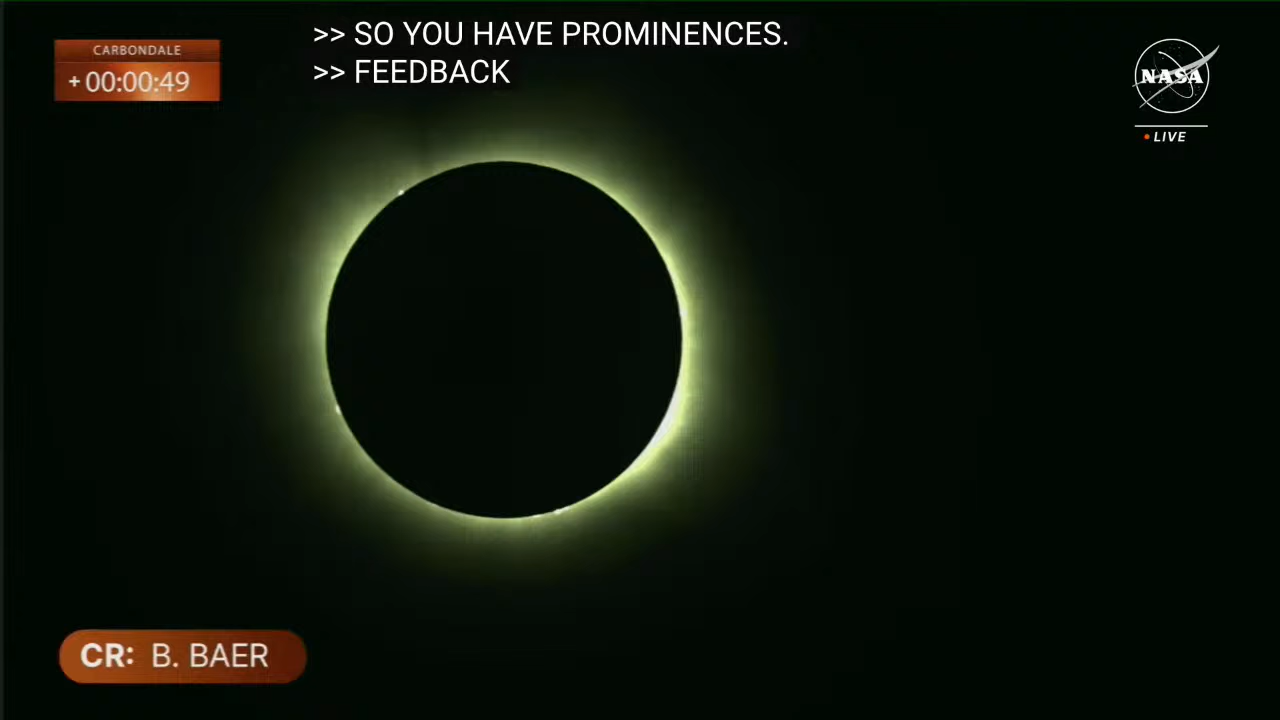 >> SO YOU HAVE PROMINENCES.
>> FEEDBACK
CARBONDALE
+00:00:49
NASA
LIVE
CR: B. BAER